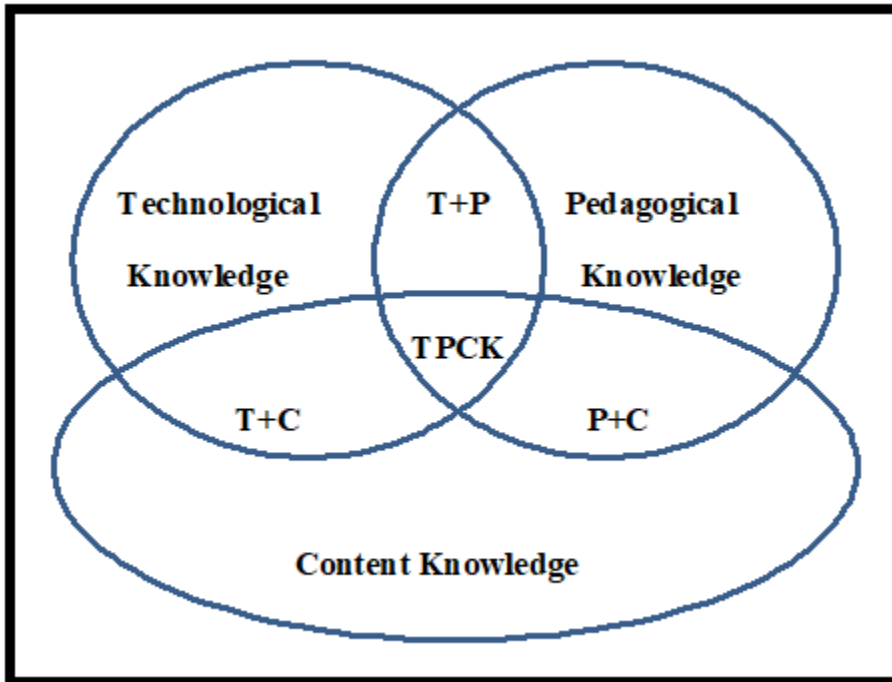 Technological
T+P
Pedagogical
Knowledge
Knowledge
TPCK
T+C
P+C
Content Knowledge